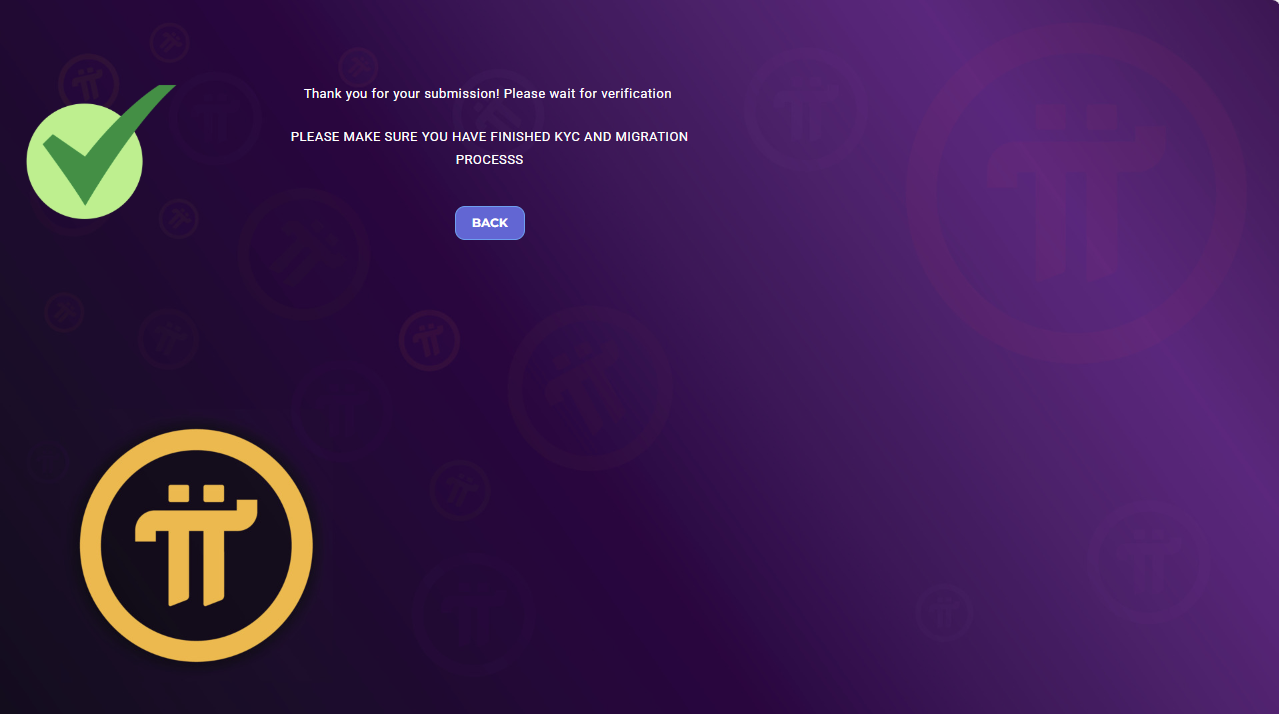 Thank you for your submission! Please wait for verification
PLEASE MAKE SURE YOU HAVE FINISHED KYC AND MIGRATION
PROCESSS
BACK